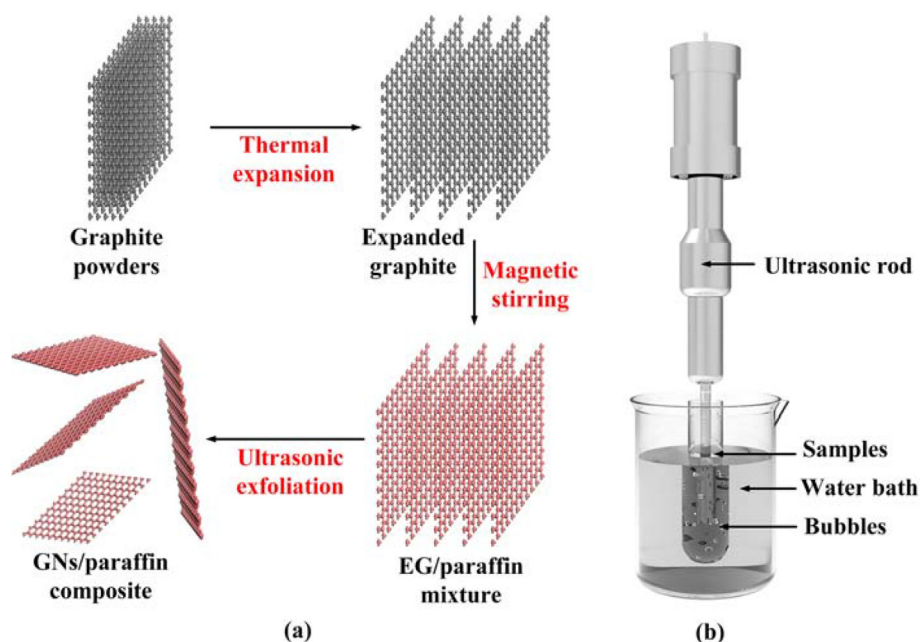 Thermal
expansion
Graphite
powders
Expanded
graphite
Magnetic
stirring
Ultrasonic
exfoliation
GNs/paraffin
composite
EG/paraffin
mixture
(a)
Ultrasonic rod
Samples
Water bath
Bubbles
(b)